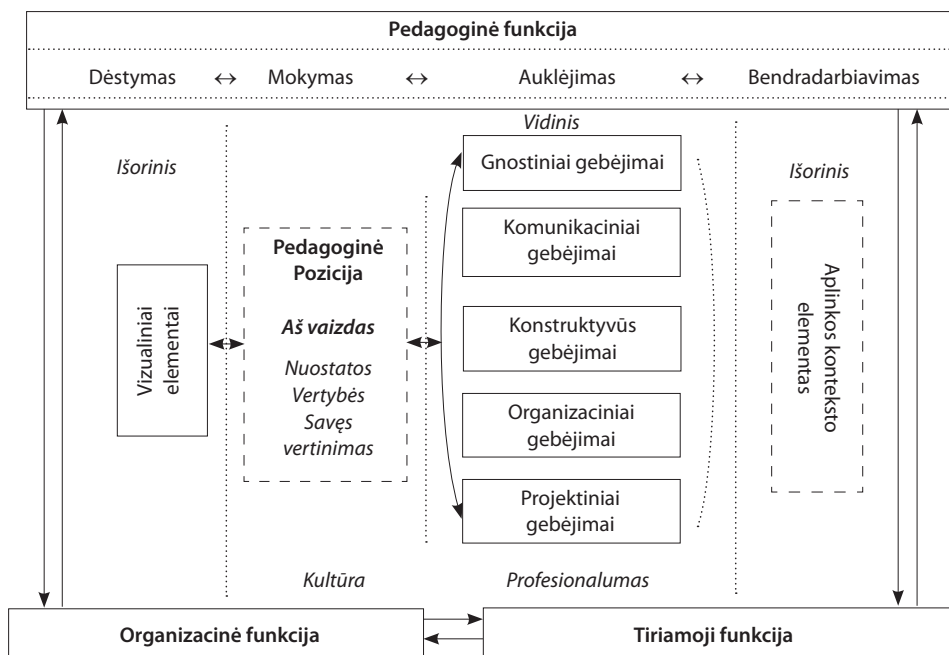 Pedagoginė funkcija
Dėstymas ↔ Mokymas ↔ Auklėjimas ↔ Bendradarbiavimas
Vidinis
Išorinis
Išorinis
Vizualiniai
elementai
Pedagoginė
Pozicija
Aš vaizdas
Nuostatos
Vertybės
Savęs
vertinimas
Gnostiniai gebėjimai
Komunikaciniai
gebėjimai
Konstruktyvūs
gebėjimai
Organizaciniai
gebėjimai
Projektiniai
gebėjimai
Aplinkos konteksto
elementas
Kultūra
Profesionalumas
Organizacinė funkcija
Tiriamoji funkcija